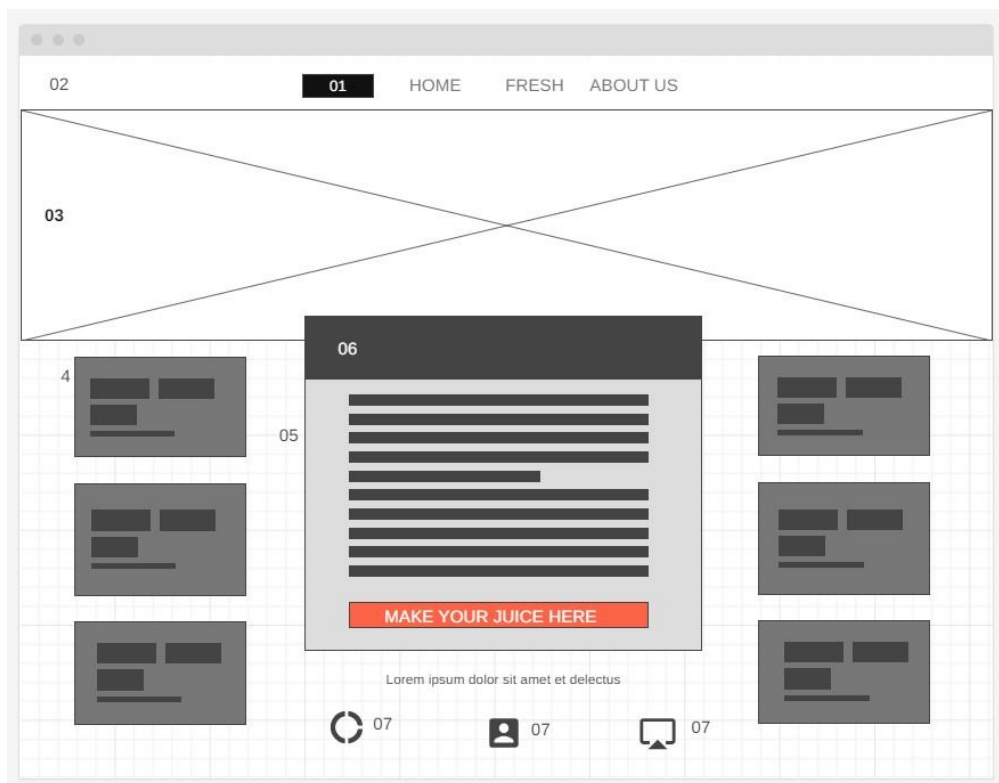 02 01 HOME FRESH ABOUT US
03
06
4
05
MAKE YOUR JUICE HERE
Lorem ipsum dolor sit amet et delectus
07 07 07